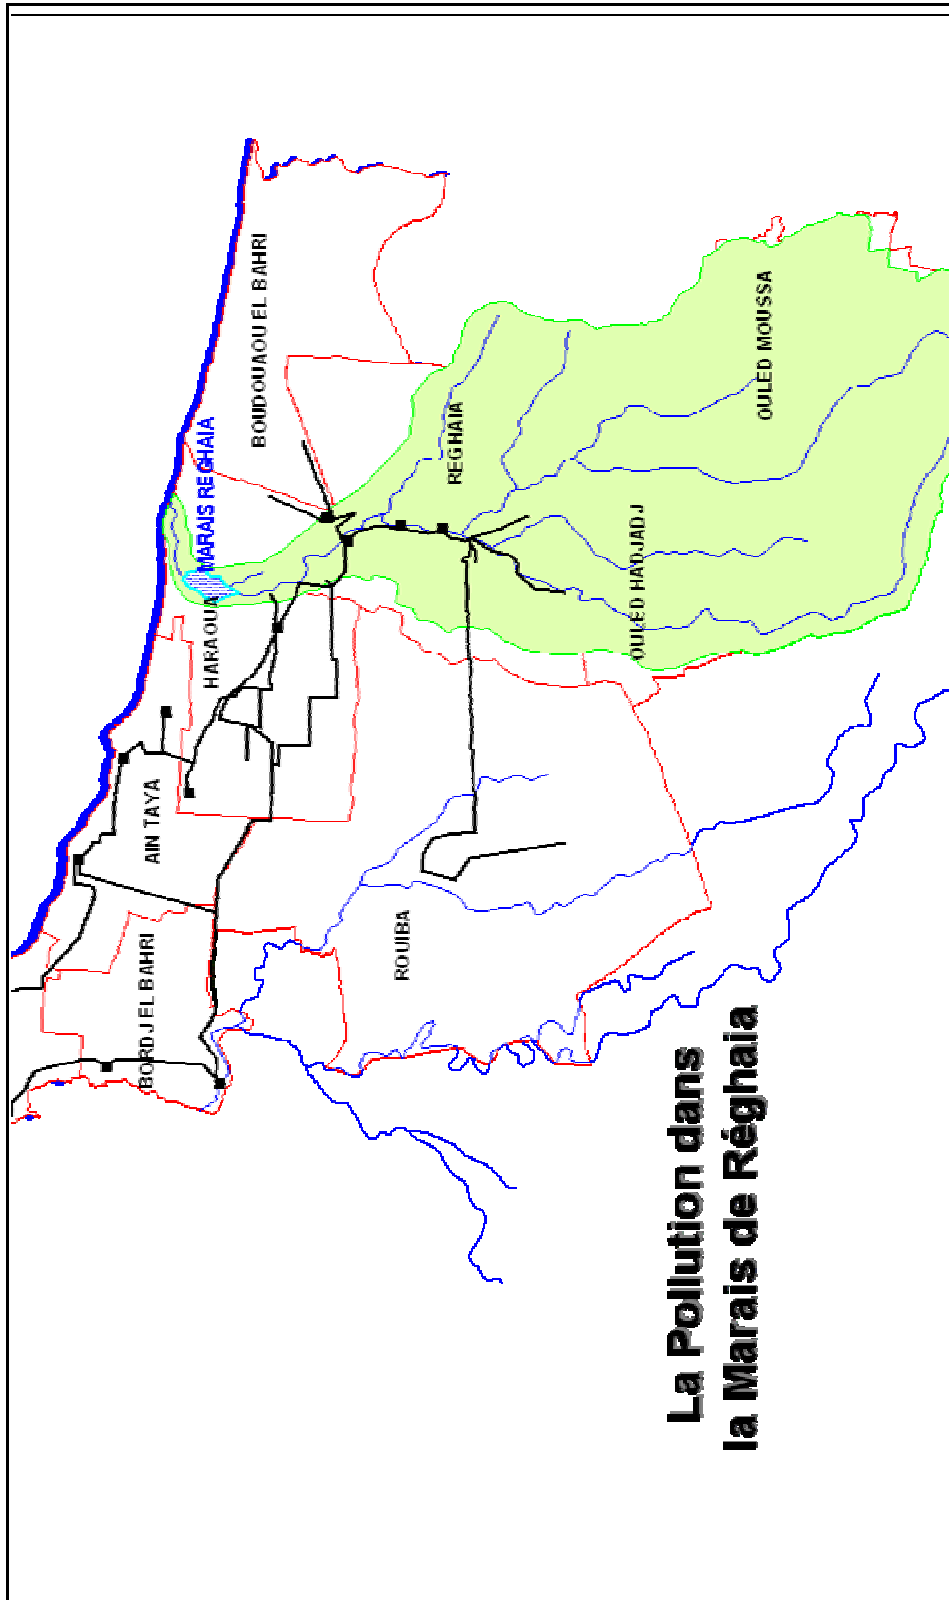 BORDJ EL BAHRI
AIN TAYA
HARAOUA
MARAIS REGHAIA
BOUDOUAOU EL BAHRI
ROUIBA
REGHAIA
OULED HADJADJ
OULED MOUSSA
La Pollution dans
la Marais de Réghaia